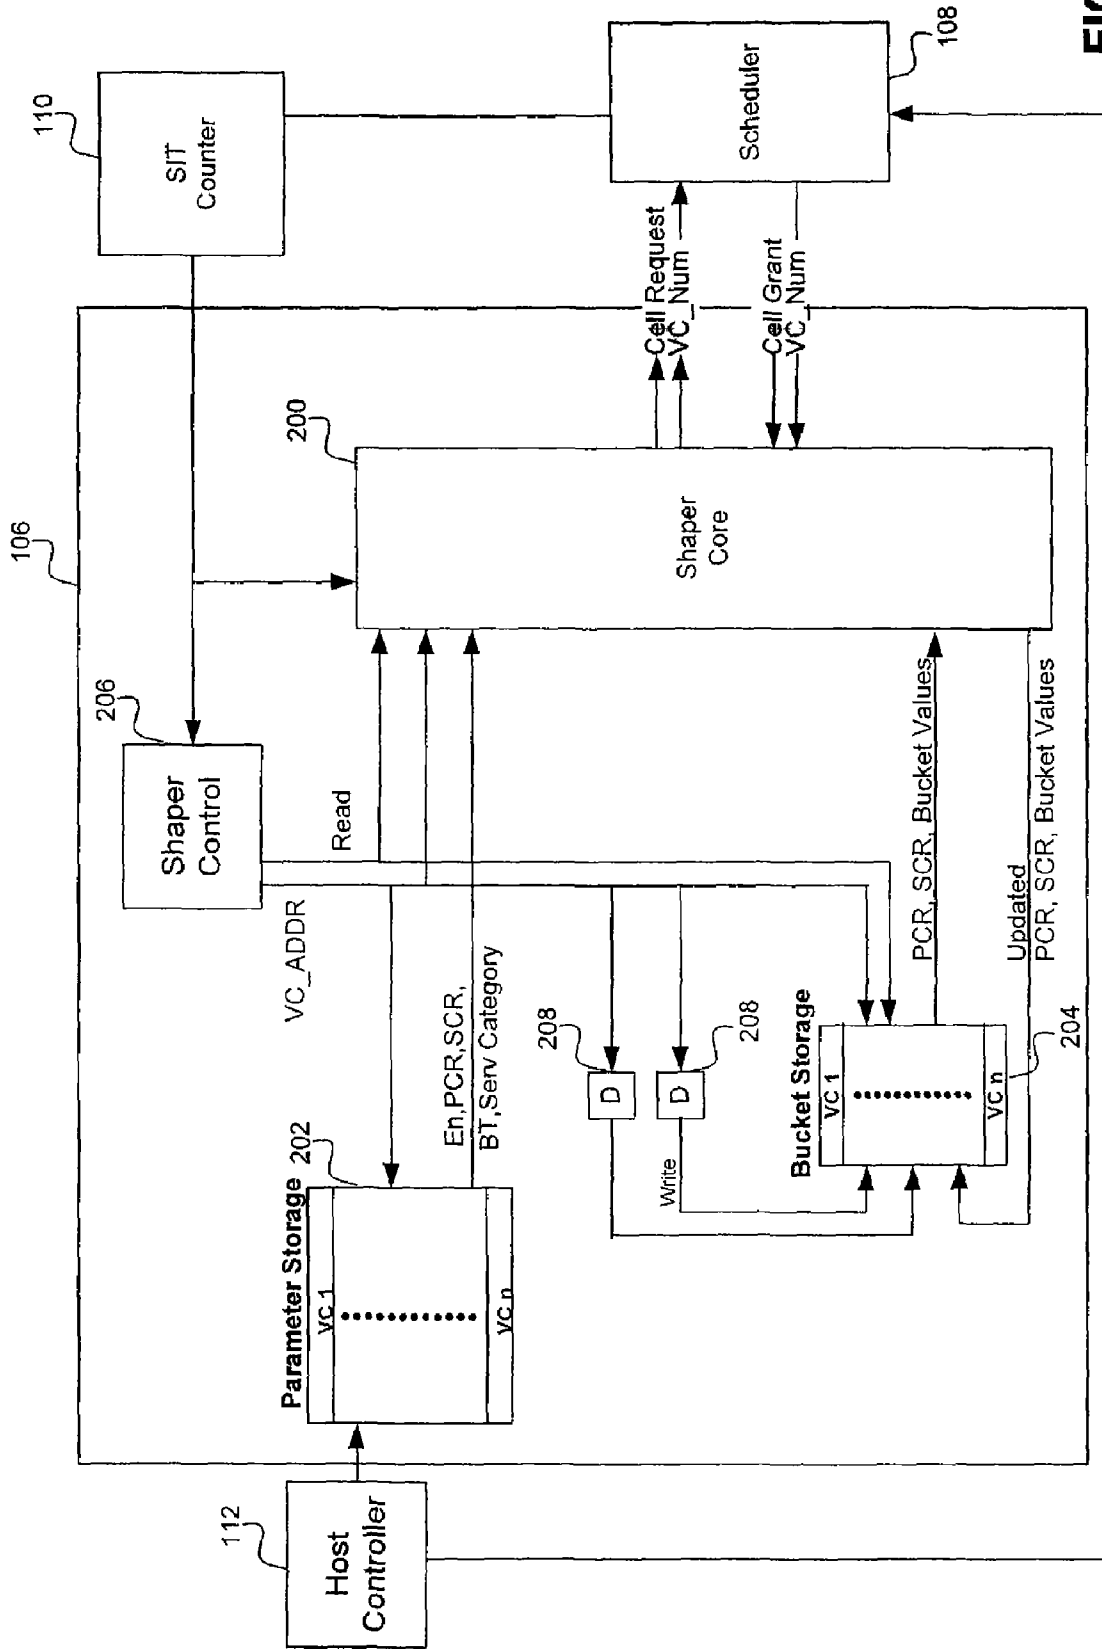 110
SIT
Counter
Scheduler
108
106
200
Shaper
Core
Cell Request
VC_Num
Cell Grant
VC_Num
206
Shaper
Control
Read
VC_ADDR
En,PCR,SCR,
BT,Serv Category
PCR, SCR, Bucket Values
Updated
PCR, SCR, Bucket Values
208
D
208
D
Write
Bucket Storage
VC 1
VC n
204
Parameter Storage
202
VC 1
VC n
112
Host
Controller